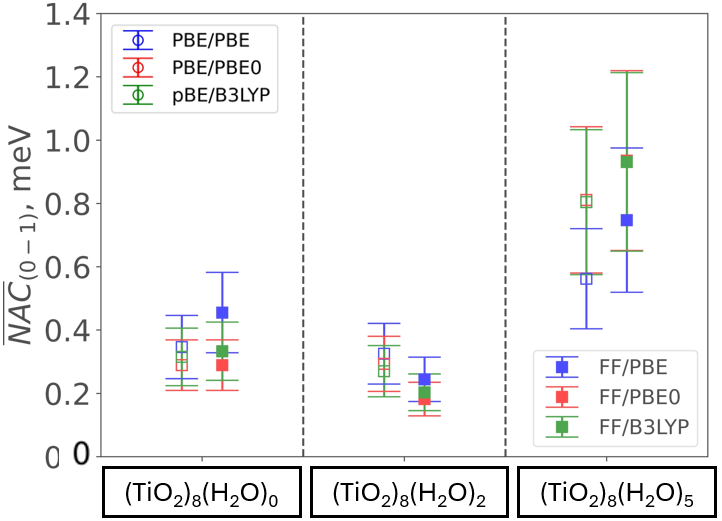 1.4
1.2
1.0
0.8
0.6
0.4
0.2
0 0
NAC(0−1), meV
PBE/PBE
PBE/PBE0
pBE/B3LYP
FF/PBE
FF/PBE0
FF/B3LYP
(TiO₂)₈(H₂O)₀
(TiO₂)₈(H₂O)₂
(TiO₂)₈(H₂O)₅